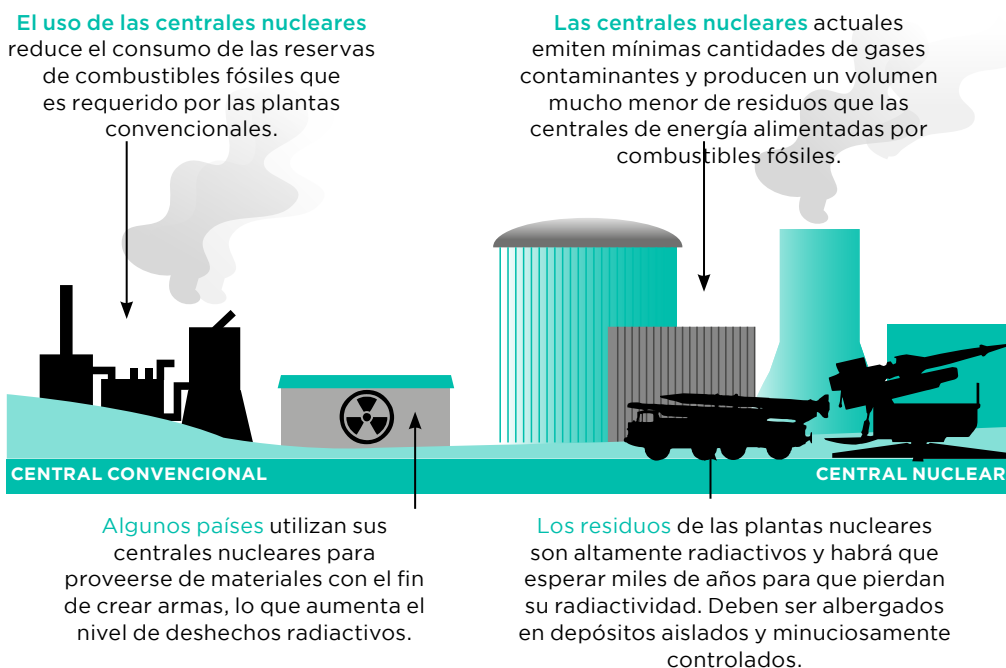 El uso de las centrales nucleares
reduce el consumo de las reservas
de combustibles fósiles que
es requerido por las plantas
convencionales.
Las centrales nucleares actuales
emiten mínimas cantidades de gases
contaminantes y producen un volumen
mucho menor de residuos que las
centrales de energía alimentadas por
combustibles fósiles.
CENTRAL CONVENCIONAL
CENTRAL NUCLEAR
Algunos países utilizan sus
centrales nucleares para
proveerse de materiales con el fin
de crear armas, lo que aumenta el
nivel de deshechos radiactivos.
Los residuos de las plantas nucleares
son altamente radiactivos y habrá que
esperar miles de años para que pierdan
su radiactividad. Deben ser albergados
en depósitos aislados y minuciosamente
controlados.